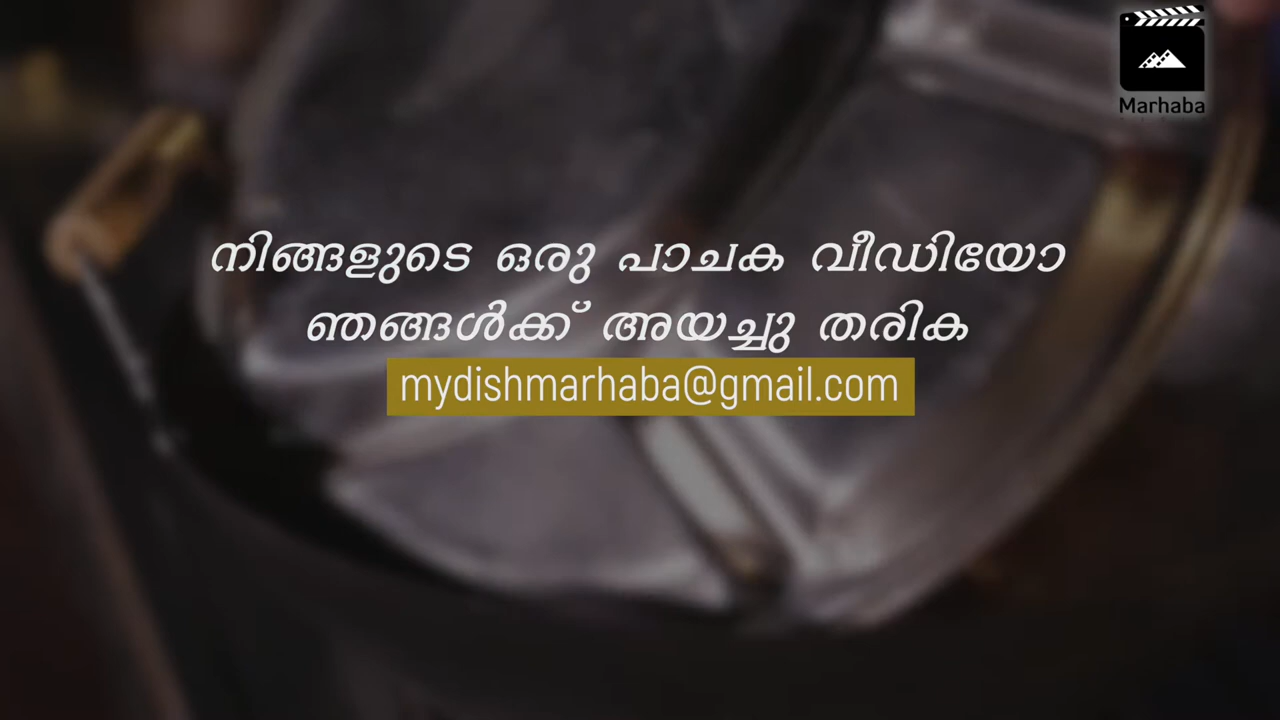 Marhaba
നിങ്ങളുടെ ഒരു പാചക വീഡിയോ
ഞങ്ങൾക്ക് അയച്ചു തരിക
mydishmarhaba@gmail.com